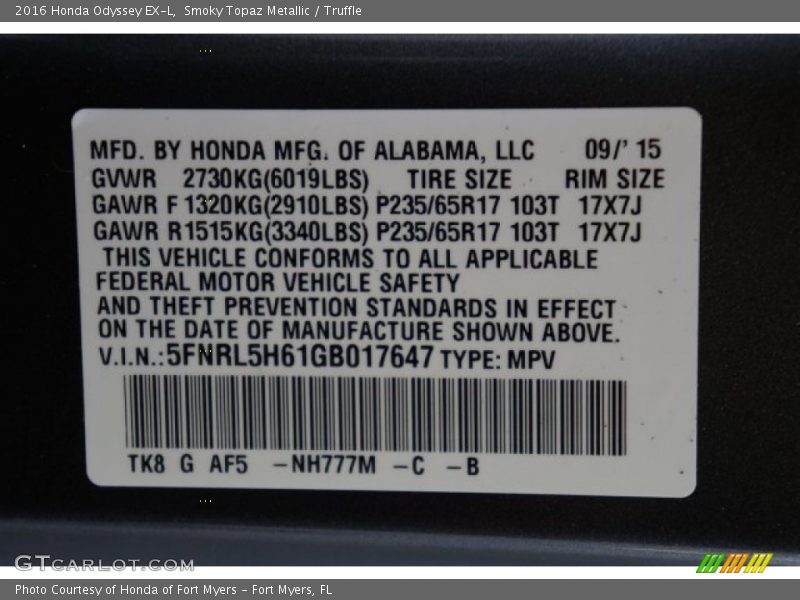 2016 Honda Odyssey EX-L,  Smoky Topaz Metallic / Truffle
MFD. BY HONDA MFG. OF ALABAMA, LLC 09/' 15
GVWR 2730KG(6019LBS) TIRE SIZE RIM SIZE
GAWR F 1320KG(2910LBS) P235/65R17 103T 17X7J
GAWR R1515KG(3340LBS) P235/65R17 103T 17X7J
THIS VEHICLE CONFORMS TO ALL APPLICABLE
FEDERAL MOTOR VEHICLE SAFETY
AND THEFT PREVENTION STANDARDS IN EFFECT
ON THE DATE OF MANUFACTURE SHOWN ABOVE.
V.I.N.:5FNRL5H61GB017647 TYPE: MPV
TK8 G AF5 -NH777M -C -B
GTCARLOT.COM
Photo Courtesy of Honda of Fort Myers - Fort Myers, FL